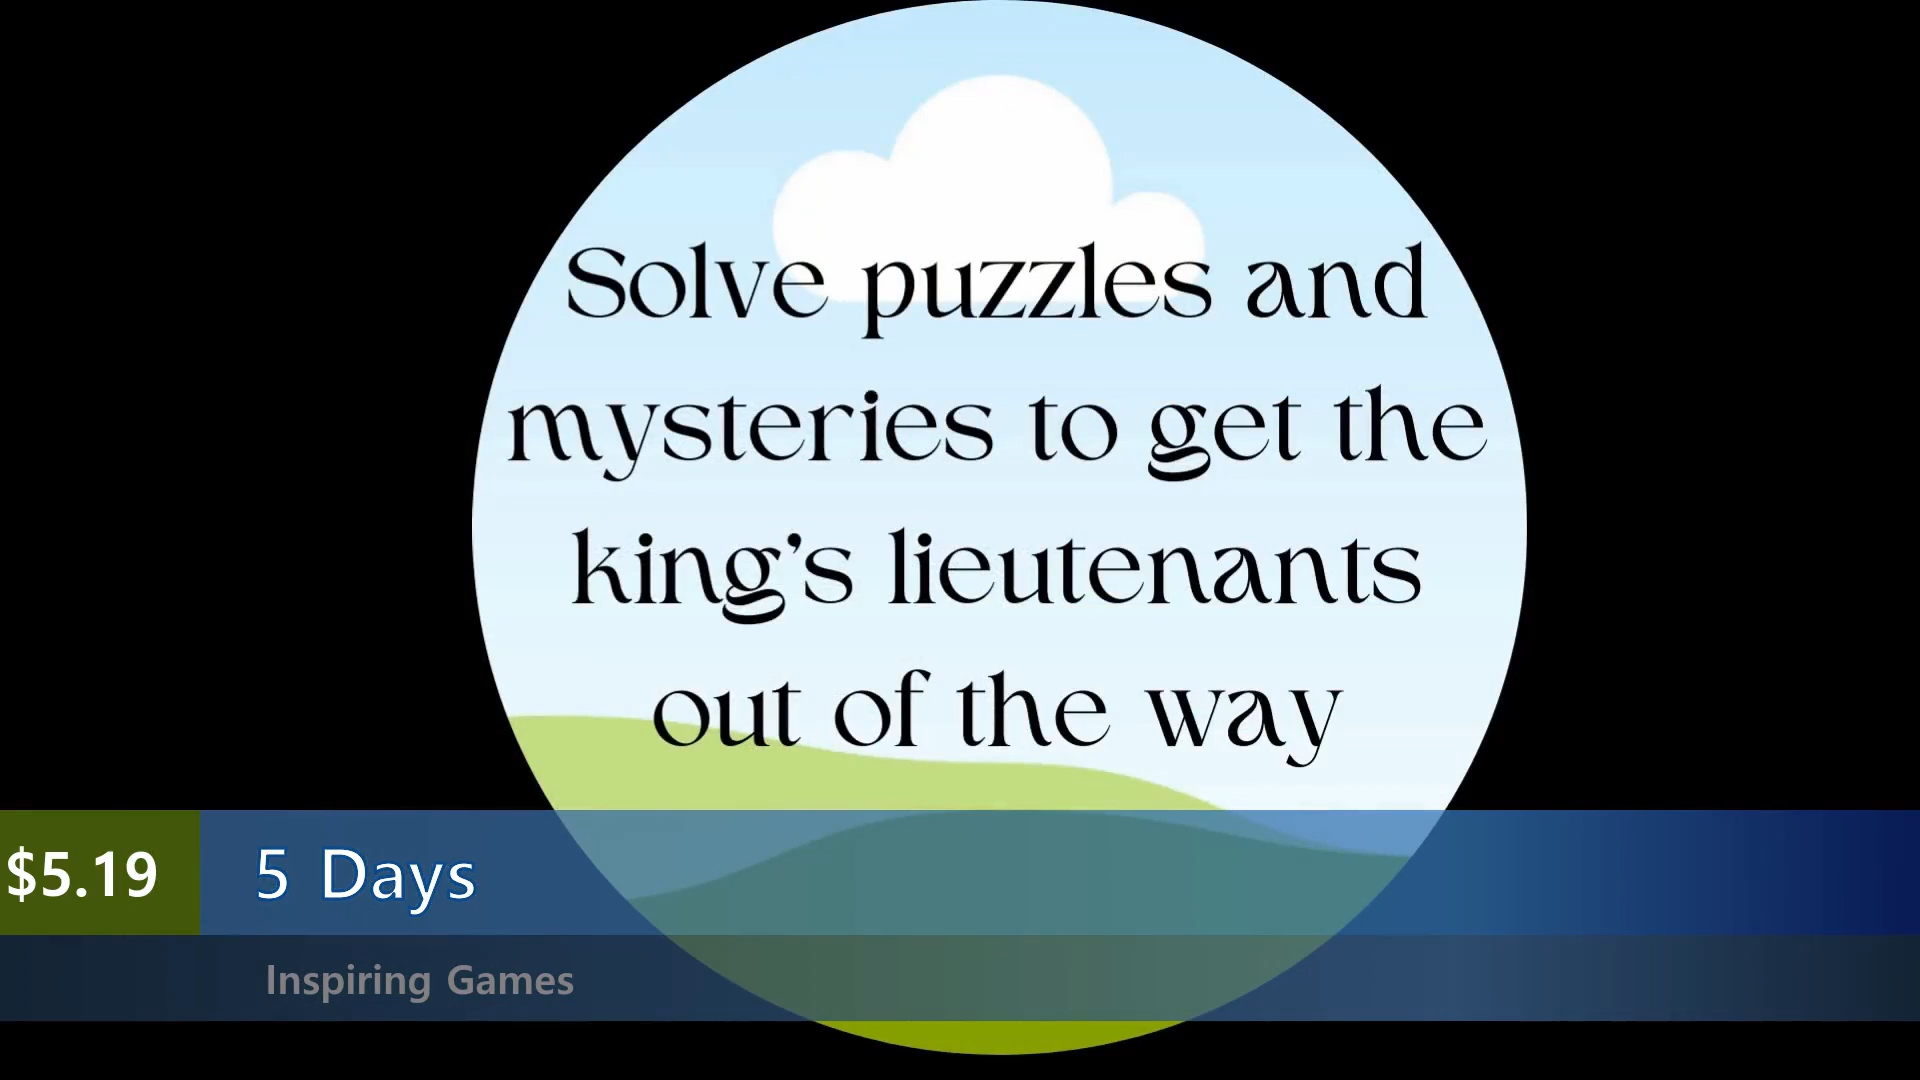 Solve puzzles and
mysteries to get the
king's lieutenants
out of the way
$5.19
5 Days
Inspiring Games